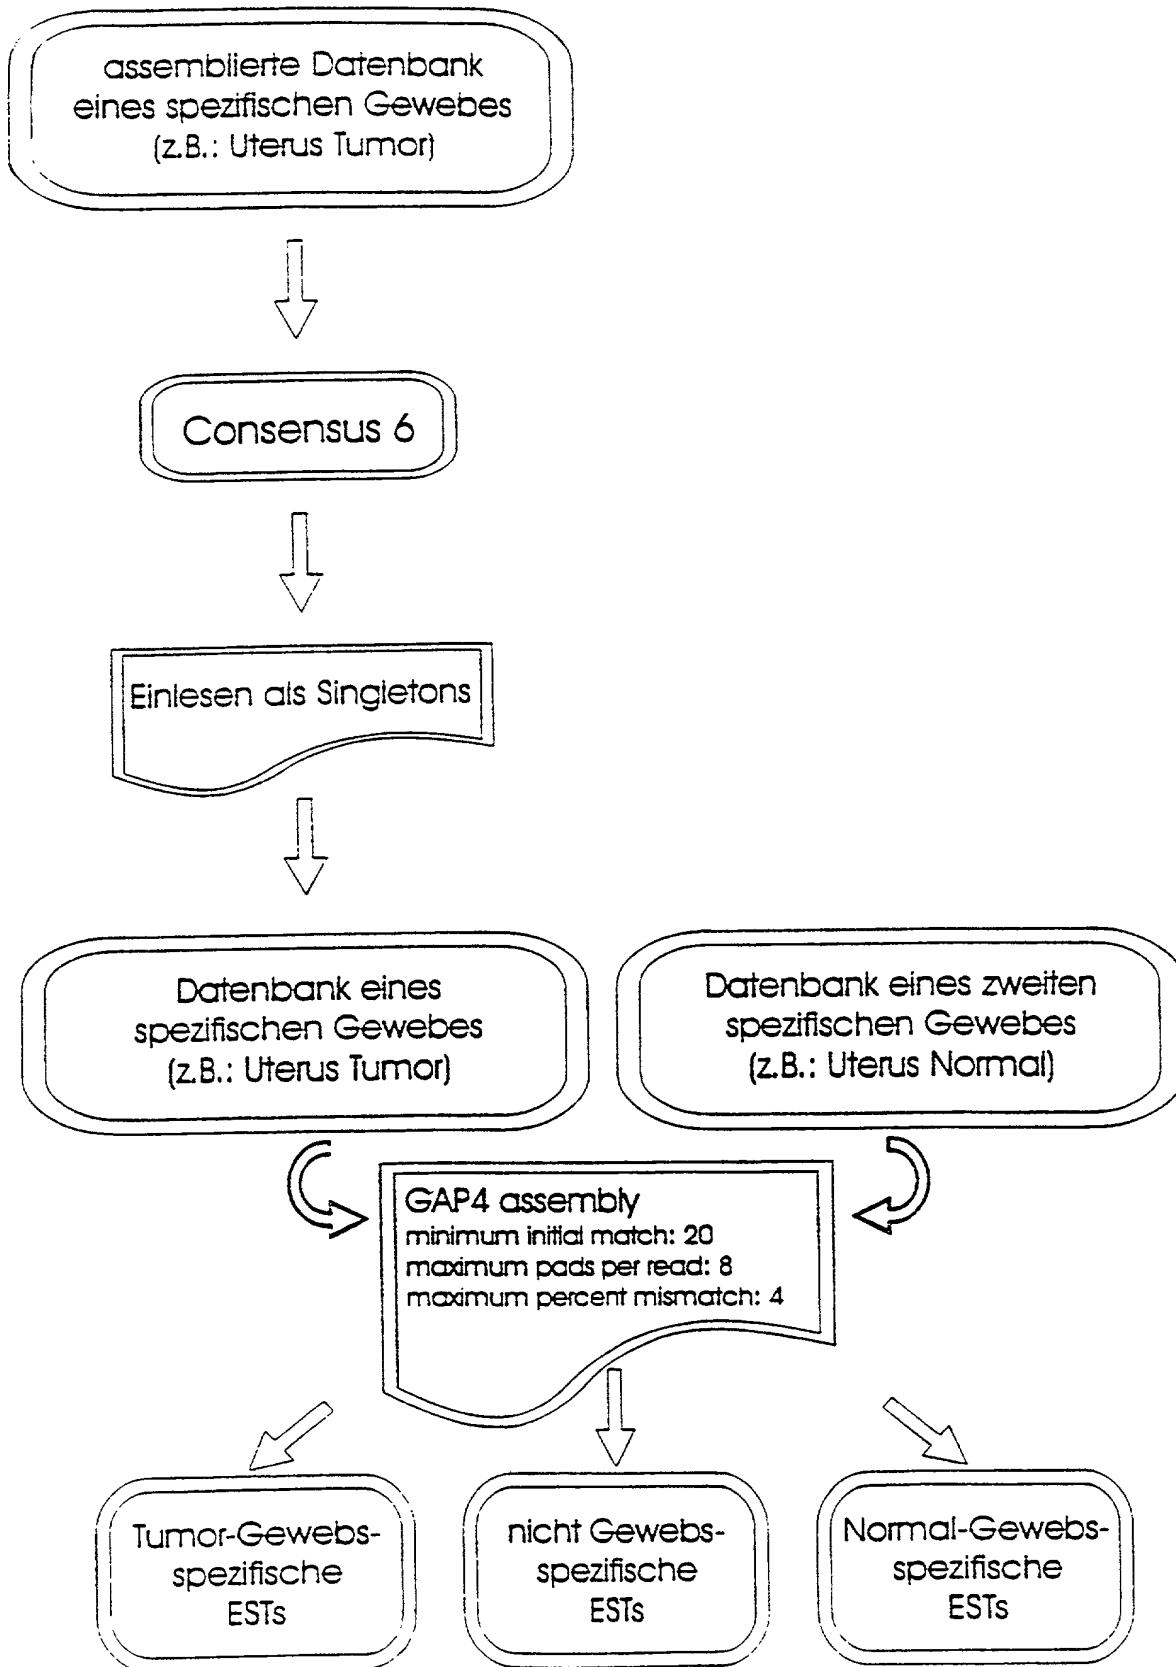 assemblierte Datenbank
eines spezifischen Gewebes
(z.B.: Uterus Tumor)
Consensus 6
Einlesen als Singletons
Datenbank eines
spezifischen Gewebes
(z.B.: Uterus Tumor)
Datenbank eines zweiten
spezifischen Gewebes
(z.B.: Uterus Normal)
GAP4 assembly
minimum initial match: 20
maximum pads per read: 8
maximum percent mismatch: 4
Tumor-Gewebs-
spezifische
ESTs
nicht Gewebs-
spezifische
ESTs
Normal-Gewebs-
spezifische
ESTs